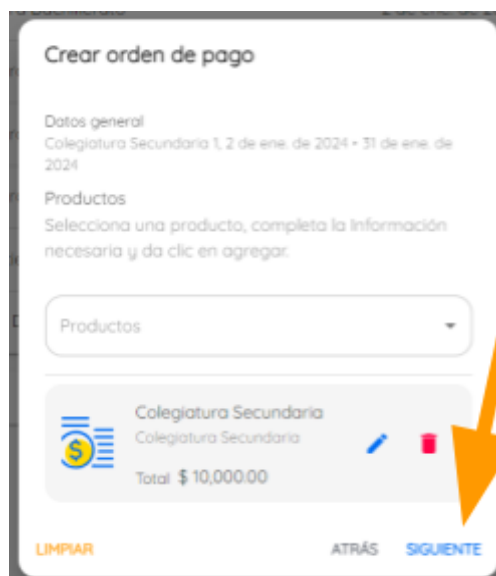 Crear orden de pago
Datos general
Colegiatura Secundaria 1, 2 de ene. de 2024 - 31 de ene. de
2024
Productos
Selecciona una producto, completa la Información
necesaria y da clic en agregar.
Productos
Colegiatura Secundaria
Colegiatura Secundaria
Total $ 10,000.00
LIMPIAR ATRÁS SIGUIENTE